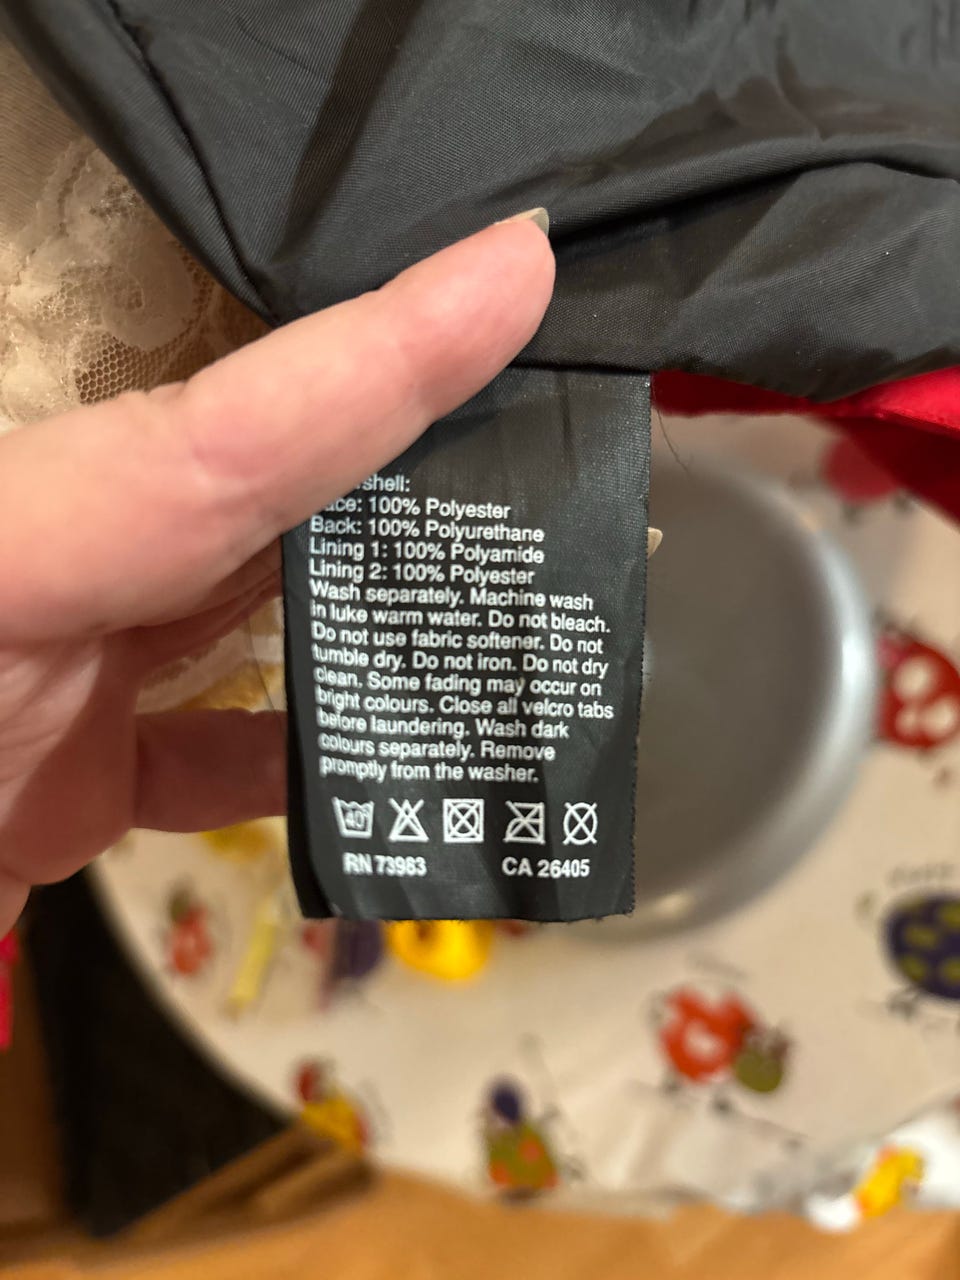 shell:
100% Polyester
Back: 100% Polyurethane
Lining 1: 100% Polyamide
Lining 2: 100% Polyester
Wash separately. Machine wash
in luke warm water. Do not bleach.
Do not use fabric softener. Do not
tumble dry. Do not iron. Do not dry
clean. Some fading may occur on
bright colours. Close all velcro tabs
before laundering. Wash dark
colours separately. Remove
promptly from the washer.
40
RN 73983 CA 26405